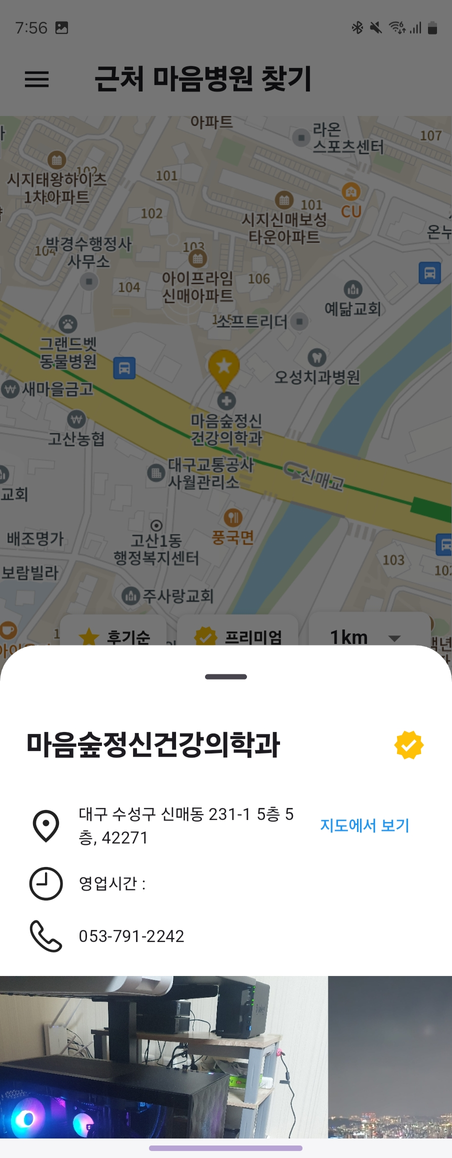 7:56
근처 마음병원 찾기
아파트
라온
스포츠센터
107
102
시지태왕하이츠
1차아파트
101
101
CU
102
시지신매보성
타운아파트
온누
104
박경수행정사
사무소
103
아이프라임
신매아파트
106
104
예닮교회
소프트리더
그랜드벳
동물병원
오성치과병원
새마을금고
마음숲정신
건강의학과
고산농협
대구교통공사
사월관리소
신매교
교회
풍국면
배조명가
고산1동
행정복지센터
103
보람빌라
102
주사랑교회
후기순
프리미엄
1km
마음숲정신건강의학과
대구 수성구 신매동 231-1 5층 5
층, 42271
지도에서 보기
영업시간 :
053-791-2242